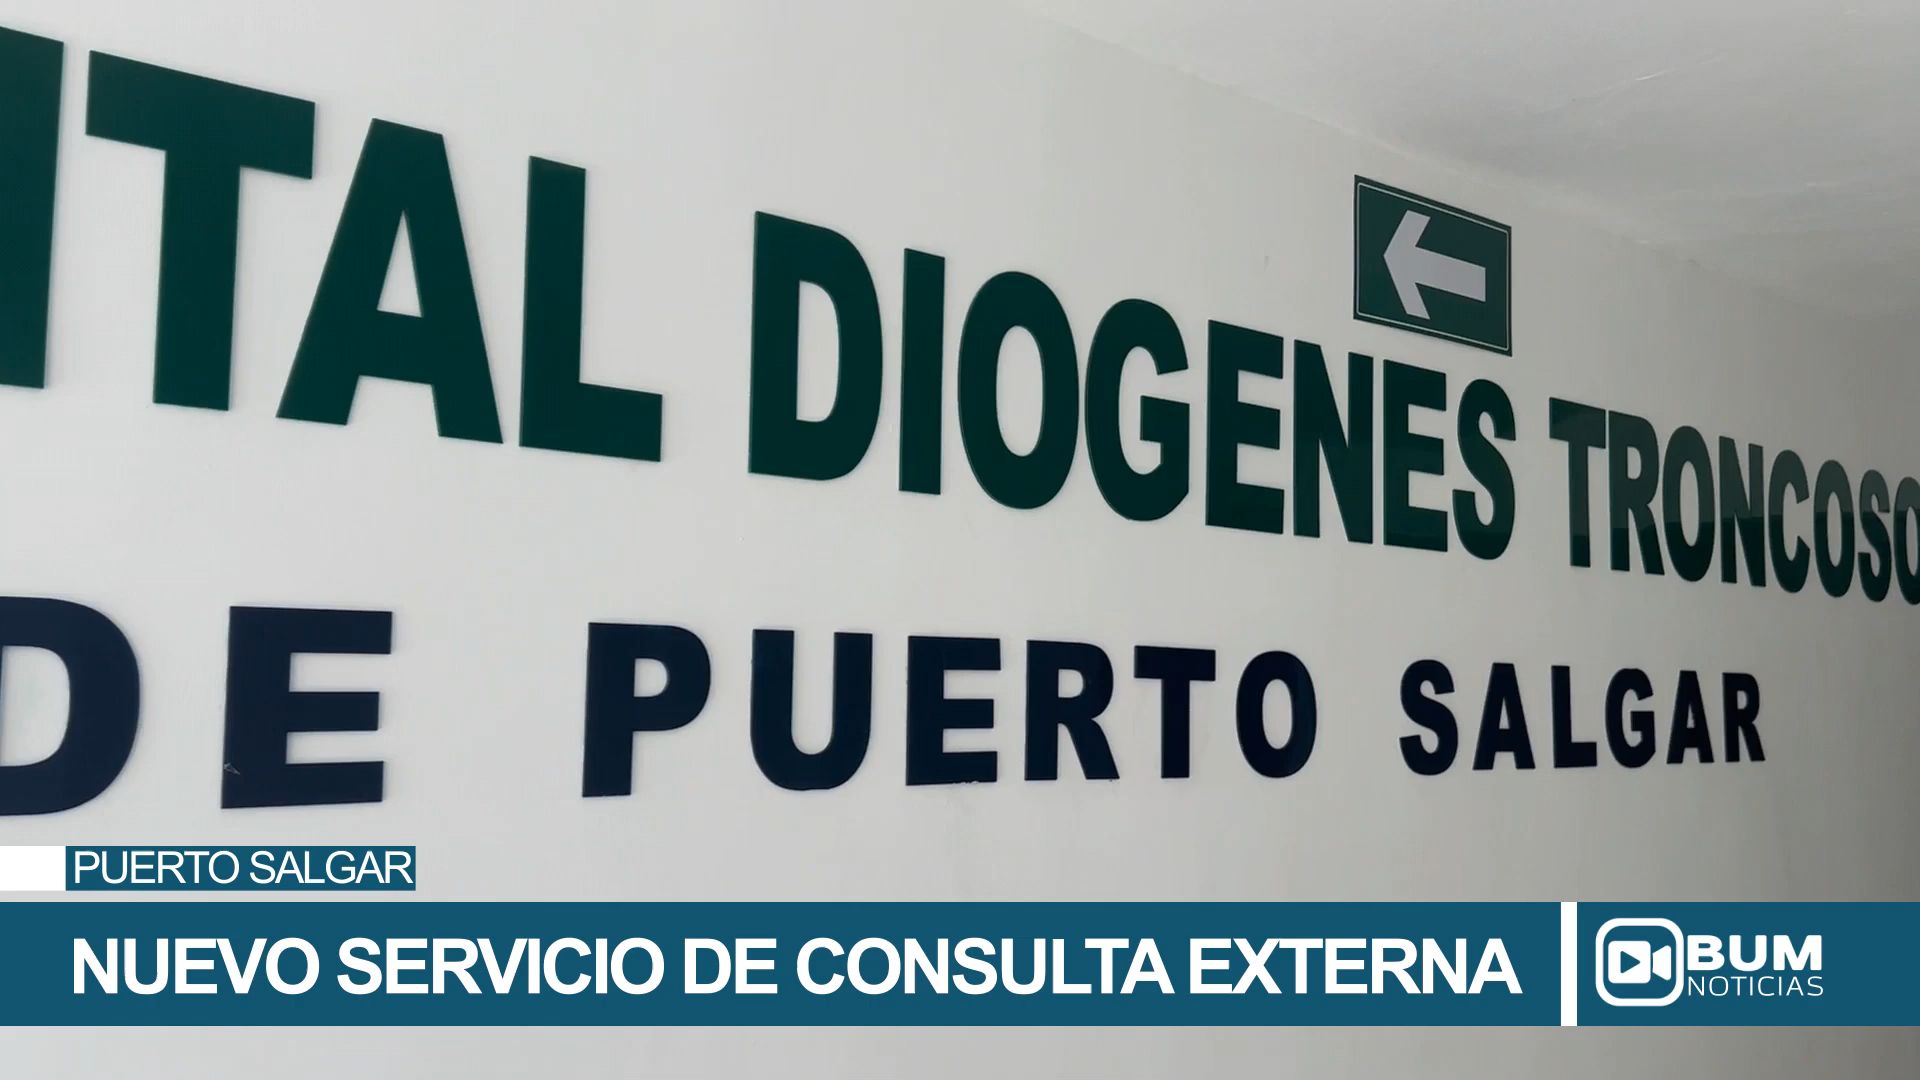 ITAL DIOGENES TRONCOSO
DE PUERTO SALGAR
PUERTO SALGAR
NUEVO SERVICIO DE CONSULTA EXTERNA
BUM
NOTICIAS